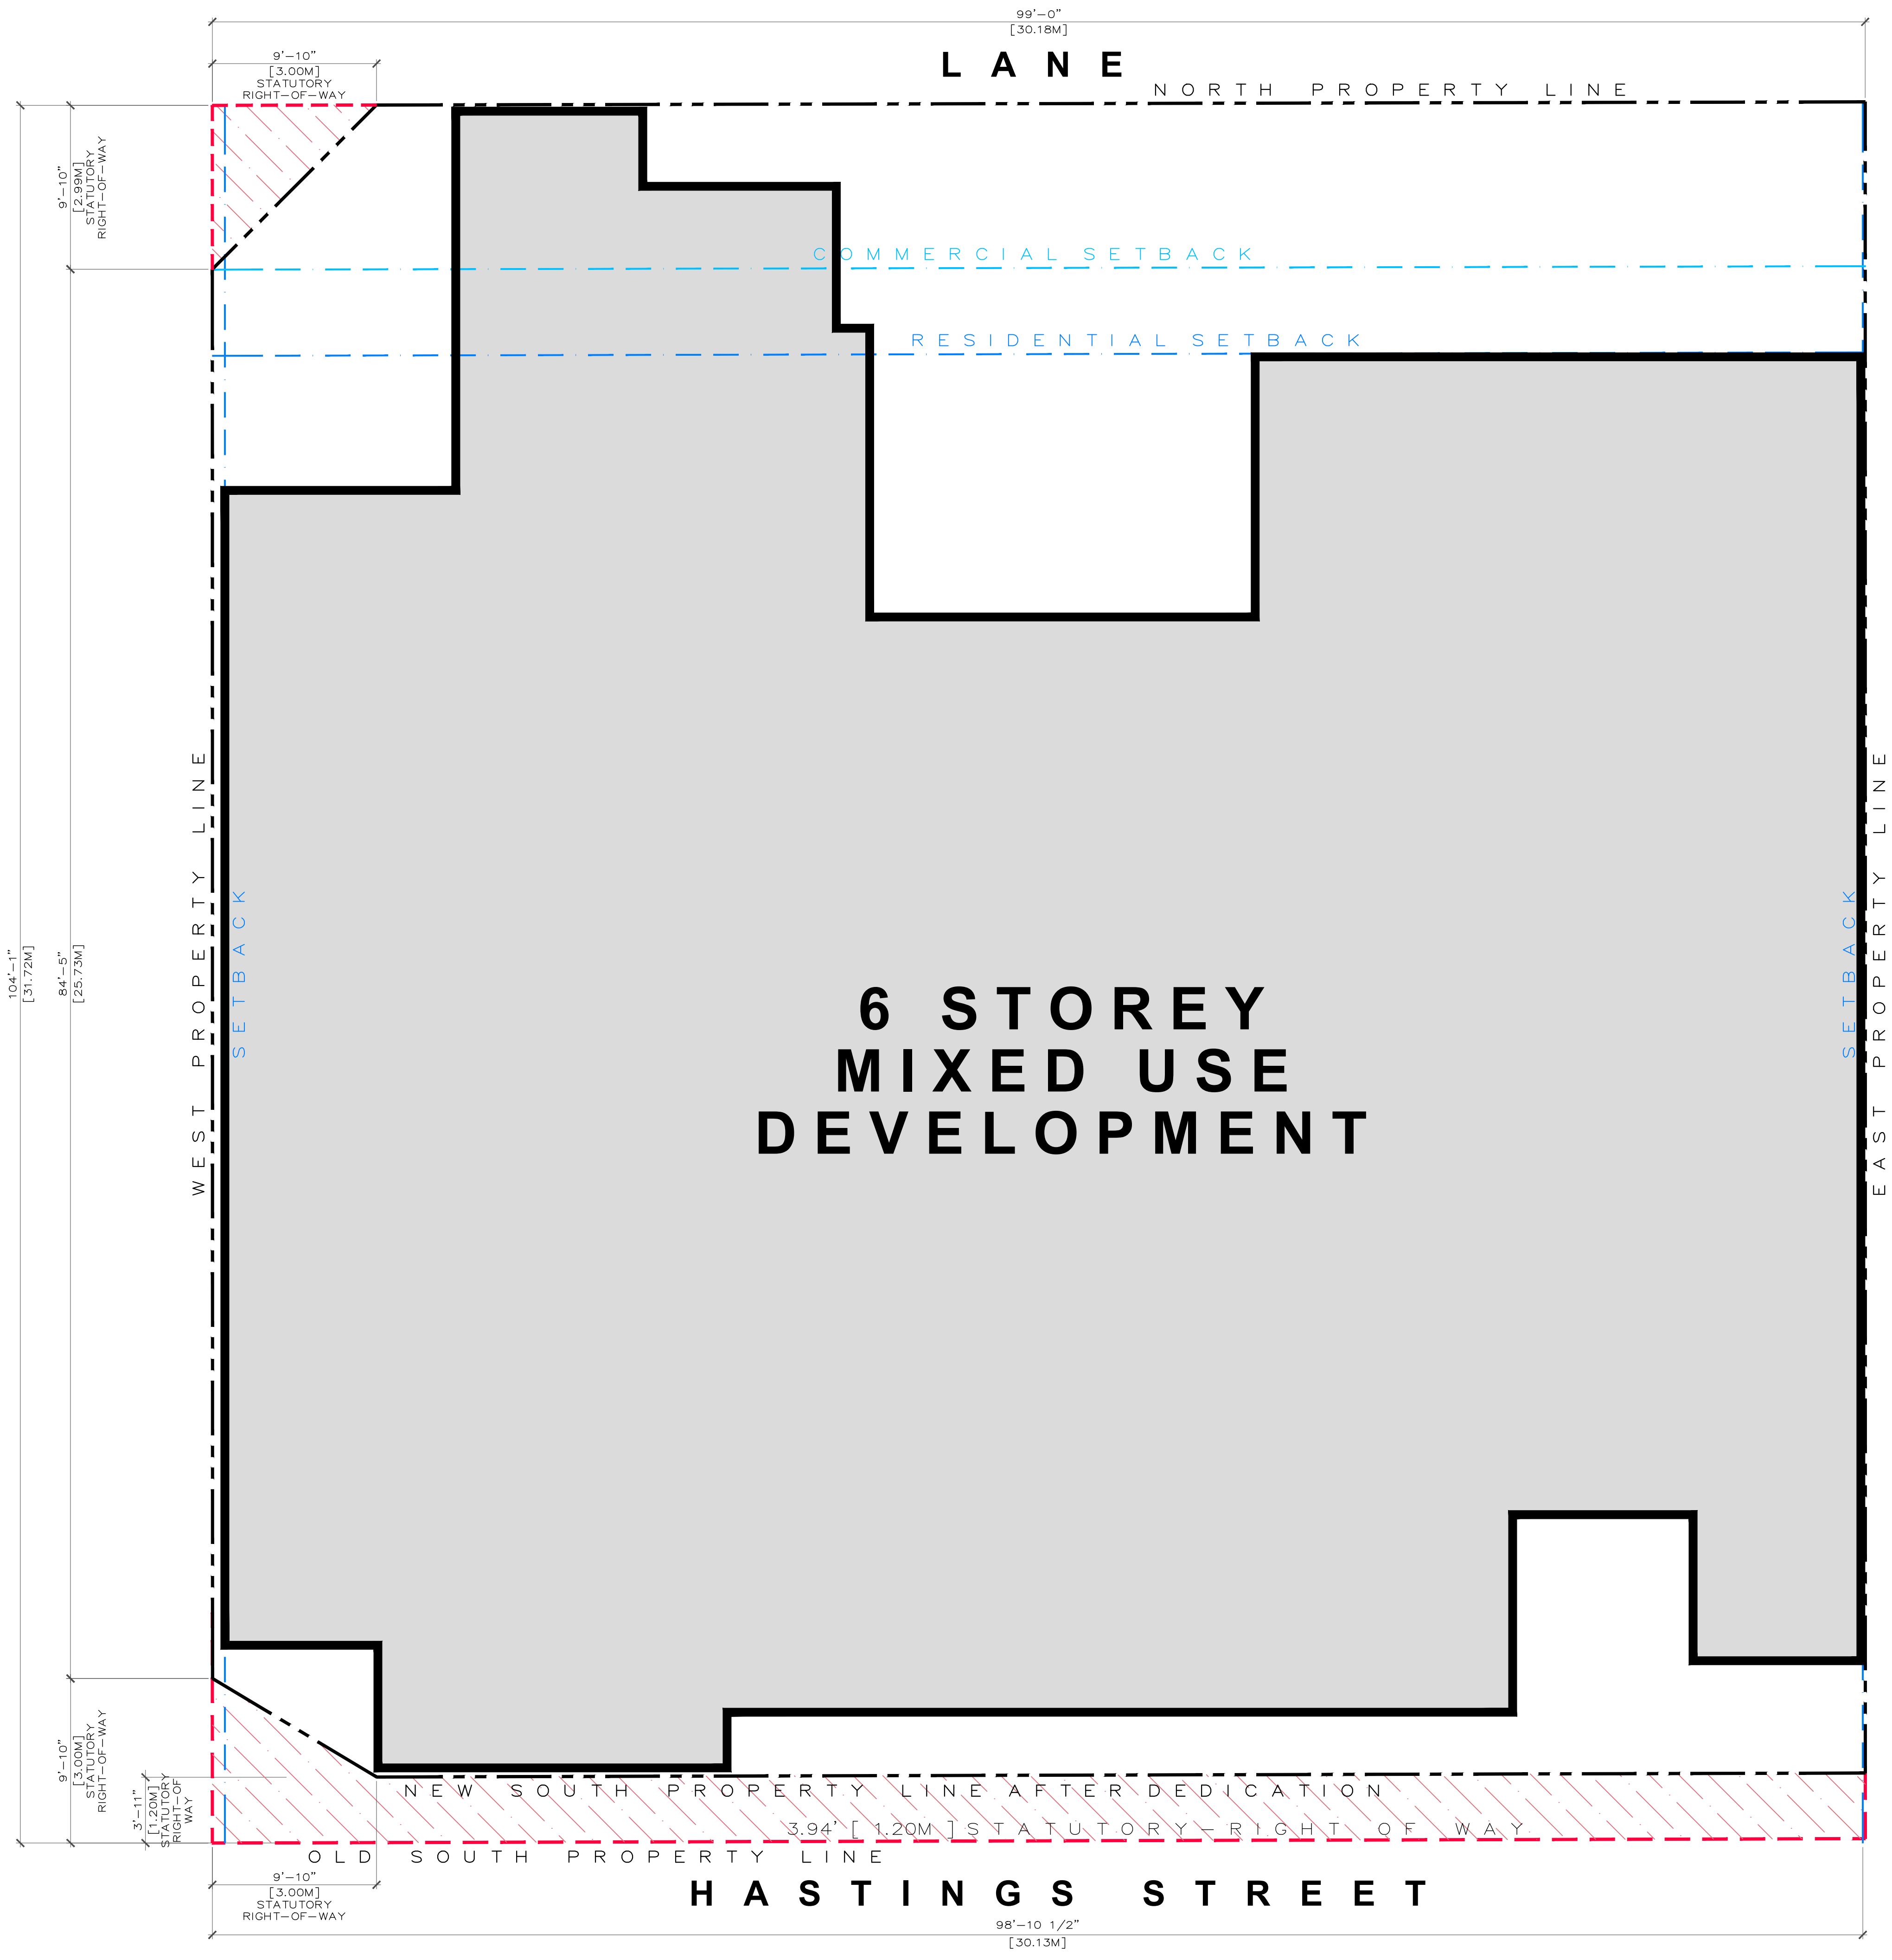 99'-0"
[30.18M]
LANE
9'-10"
[3.00M]
STATUTORY
RIGHT-OF-WAY
NORTH PROPERTY LINE
9'-10"
[2.99M]
STATUTORY
RIGHT-OF-WAY
COMMERCIAL SETBACK
RESIDENTIAL SETBACK
104'-1"
[31.72M]
84'-5"
[25.73M]
WEST PROPERTY LINE
SETBACK
6 STOREY
MIXED USE
DEVELOPMENT
SETBACK
EAST PROPERTY LINE
9'-10"
[3.00M]
STATUTORY
RIGHT-OF-WAY
3'-11"
[1.20M]
STATUTORY
RIGHT-OF
WAY
NEW SOUTH PROPERTY LINE AFTER DEDICATION
3.94' [ 1.20M ] STATUTORY-RIGHT OF WAY
OLD SOUTH PROPERTY LINE
9'-10"
[3.00M]
STATUTORY
RIGHT-OF-WAY
HASTINGS STREET
98'-10 1/2"
[30.13M]